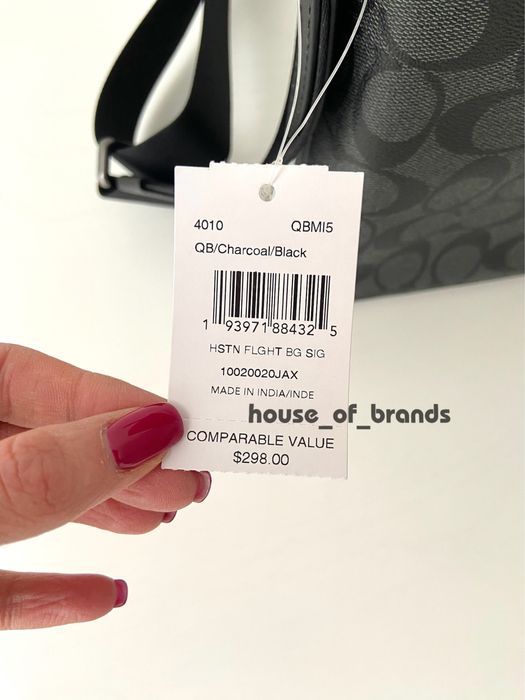 4010 QBMI5
QB/Charcoal/Black
1 93971 88432 5
HSTN FLGHT BG SIG
10020020JAX
MADE IN INDIA/INDE
house_of_brands
COMPARABLE VALUE
$298.00